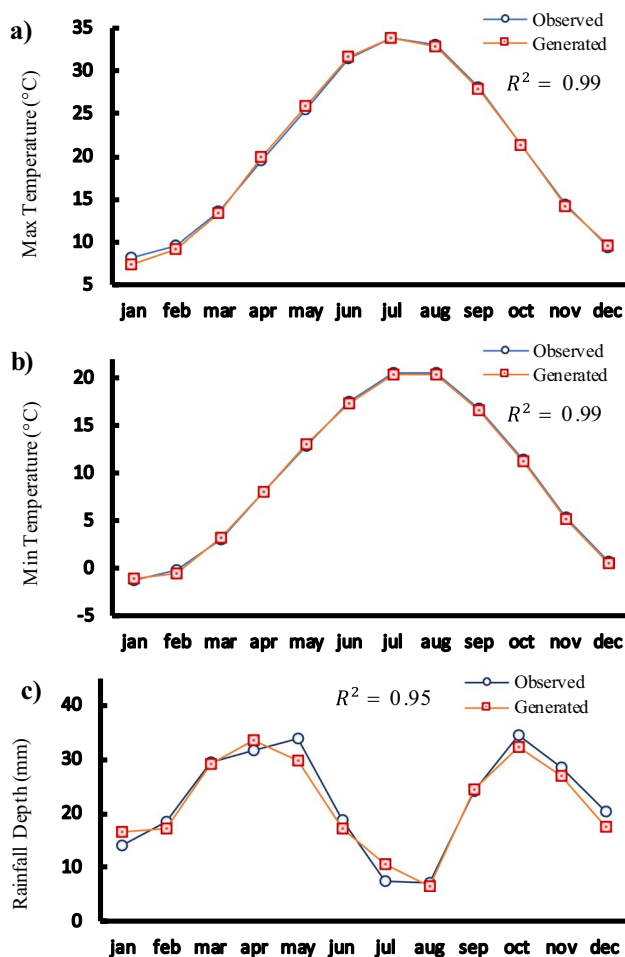 a)
Max Temperature (°C)
35
30
25
20
15
10
5
Observed
Generated
R² = 0.99
jan feb mar apr may jun jul aug sep oct nov dec
b)
Min Temperature (°C)
20
15
10
5
0
-5
Observed
Generated
R² = 0.99
jan feb mar apr may jun jul aug sep oct nov dec
c)
Rainfall Depth (mm)
40
30
20
10
0
Observed
Generated
R² = 0.95
jan feb mar apr may jun jul aug sep oct nov dec